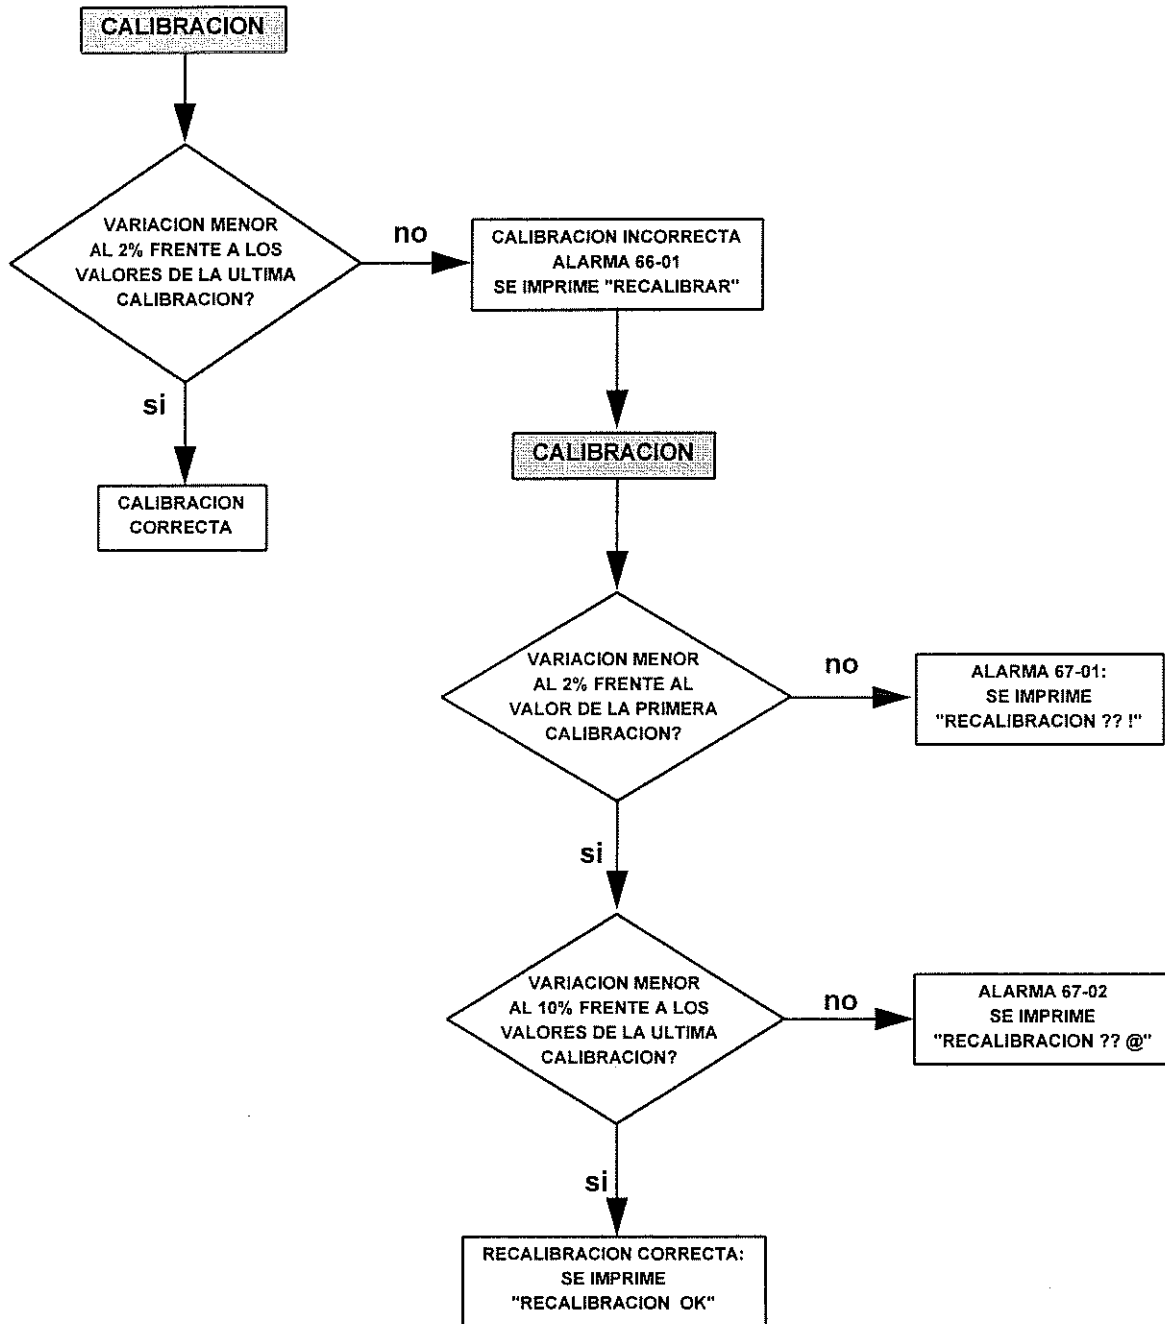 CALIBRACION
VARIACION MENOR
AL 2% FRENTE A LOS
VALORES DE LA ULTIMA
CALIBRACION?
no
CALIBRACION INCORRECTA
ALARMA 66-01
SE IMPRIME "RECALIBRAR"
si
CALIBRACION
CORRECTA
CALIBRACION
VARIACION MENOR
AL 2% FRENTE AL
VALOR DE LA PRIMERA
CALIBRACION?
no
ALARMA 67-01:
SE IMPRIME
"RECALIBRACION ?? !"
si
VARIACION MENOR
AL 10% FRENTE A LOS
VALORES DE LA ULTIMA
CALIBRACION?
no
ALARMA 67-02
SE IMPRIME
"RECALIBRACION ?? @"
si
RECALIBRACION CORRECTA:
SE IMPRIME
"RECALIBRACION OK"